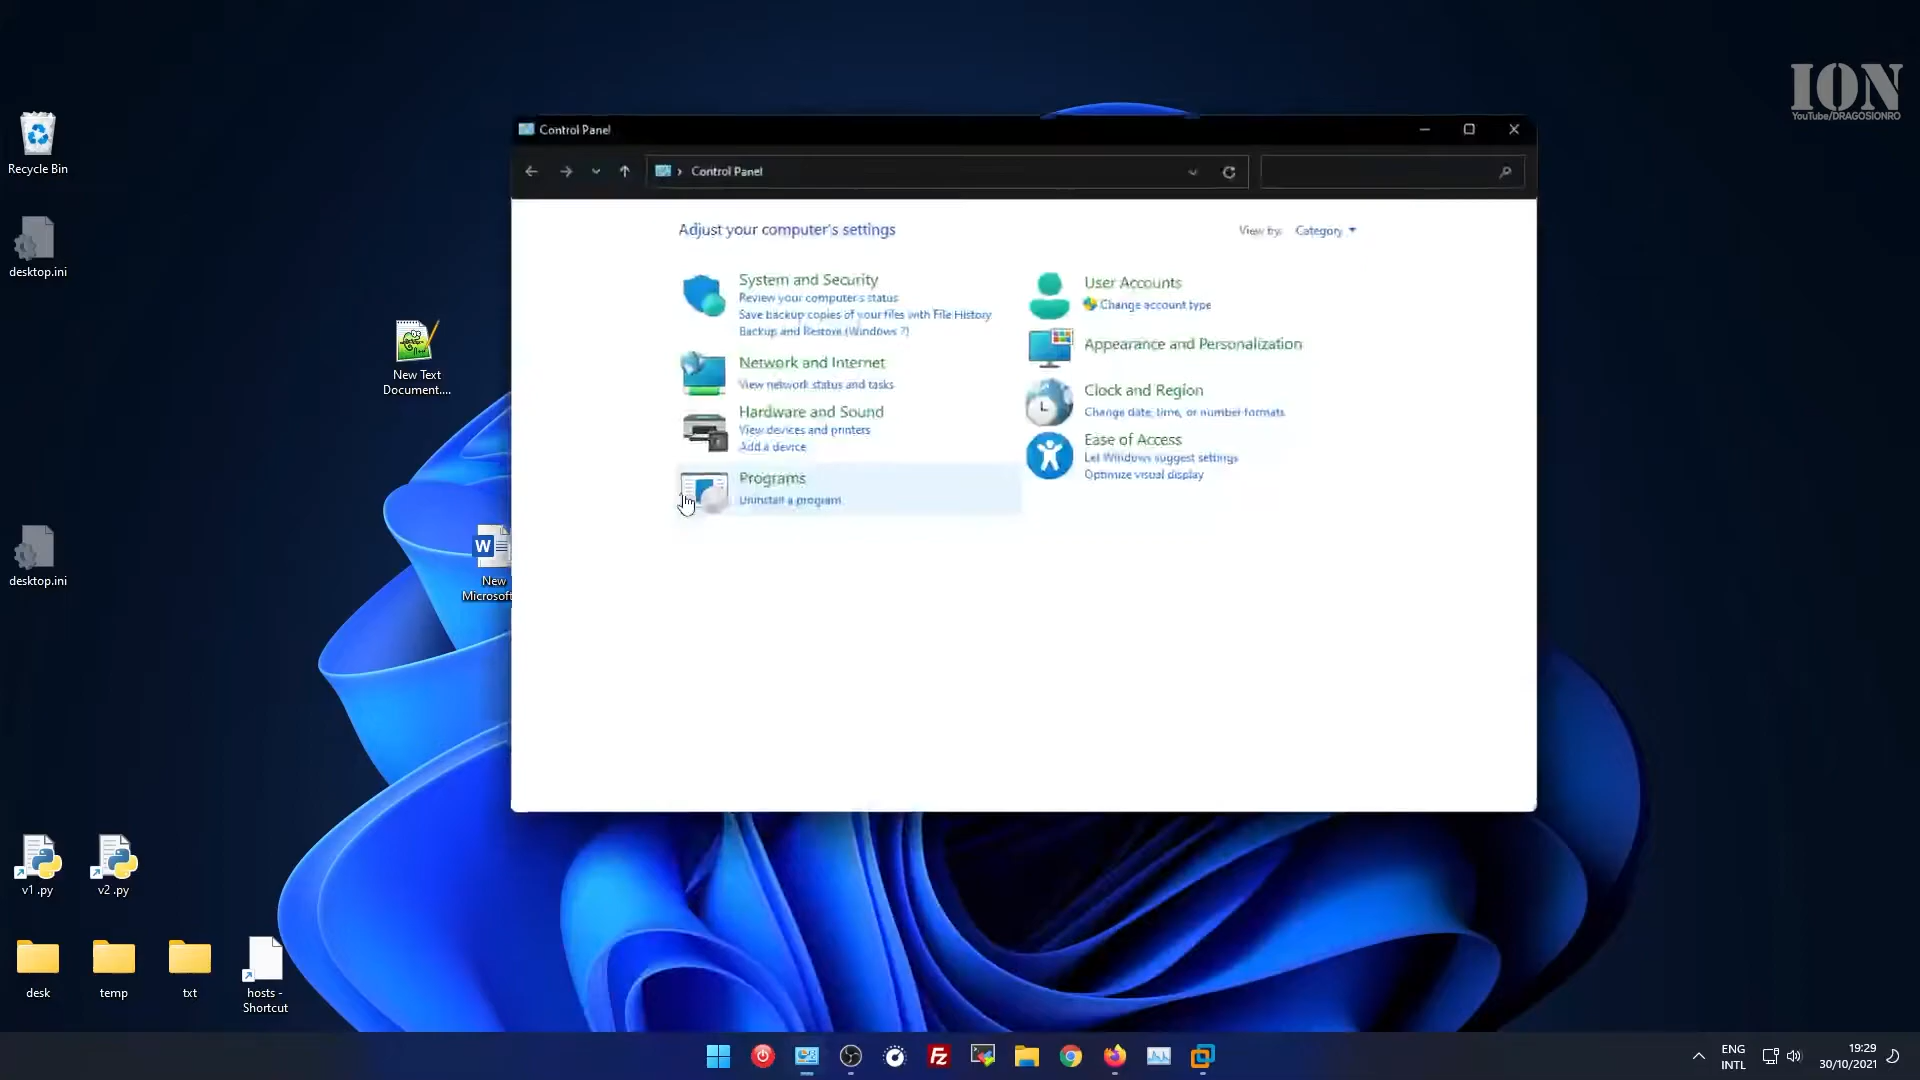 ION
YouTube/DRAGOSIONRO
Recycle Bin
desktop.ini
New Text
Document....
desktop.ini
New
Microsoft
v1 .py
v2 .py
desk
temp
txt
hosts -
Shortcut
Control Panel
Control Panel
Adjust your computer's settings
View by:
Category
System and Security
Review your computer's status
Save backup copies of your files with File History
Backup and Restore (Windows 7)
Network and Internet
View network status and tasks
Hardware and Sound
View devices and printers
Add a device
Programs
Uninstall a program
User Accounts
Change account type
Appearance and Personalization
Clock and Region
Change date, time, or number formats
Ease of Access
Let Windows suggest settings
Optimize visual display
W
Fz
ENG
INTL
19:29
30/10/2021